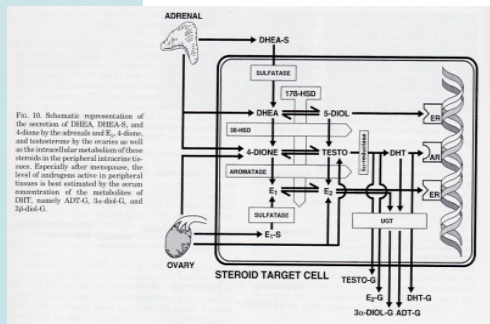 ADRENAL
DHEA-S
SULFATASE
17β-HSD
DHEA
5-DIOL
ER
3β-HSD
4-DIONE
TESTO
5α-reductase
DHT
AR
AROMATASE
E₁
E₂
ER
SULFATASE
UGT
E₁-S
OVARY
STEROID TARGET CELL
TESTO-G
E₂-G
DHT-G
3α-DIOL-G ADT-G
FIG. 10. Schematic representation of
the secretion of DHEA, DHEA-S, and
4-dione by the adrenals and E₂, 4-dione,
and testosterone by the ovaries as well
as the intracellular metabolism of these
steroids in the peripheral intracrine tis-
sues. Especially after menopause, the
level of androgens active in peripheral
tissues is best estimated by the sum
concentration of the metabolites of
DHT, namely ADT-G, 3α-diol-G, and
3β-diol-G.